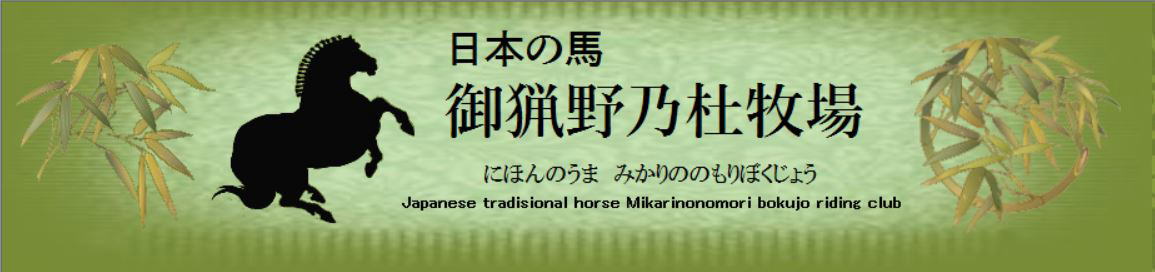 日本の馬
御猟野乃杜牧場
にほんのうま　みかりののもりぼくじょう
Japanese tradisional horse Mikarinonomori bokujo riding club